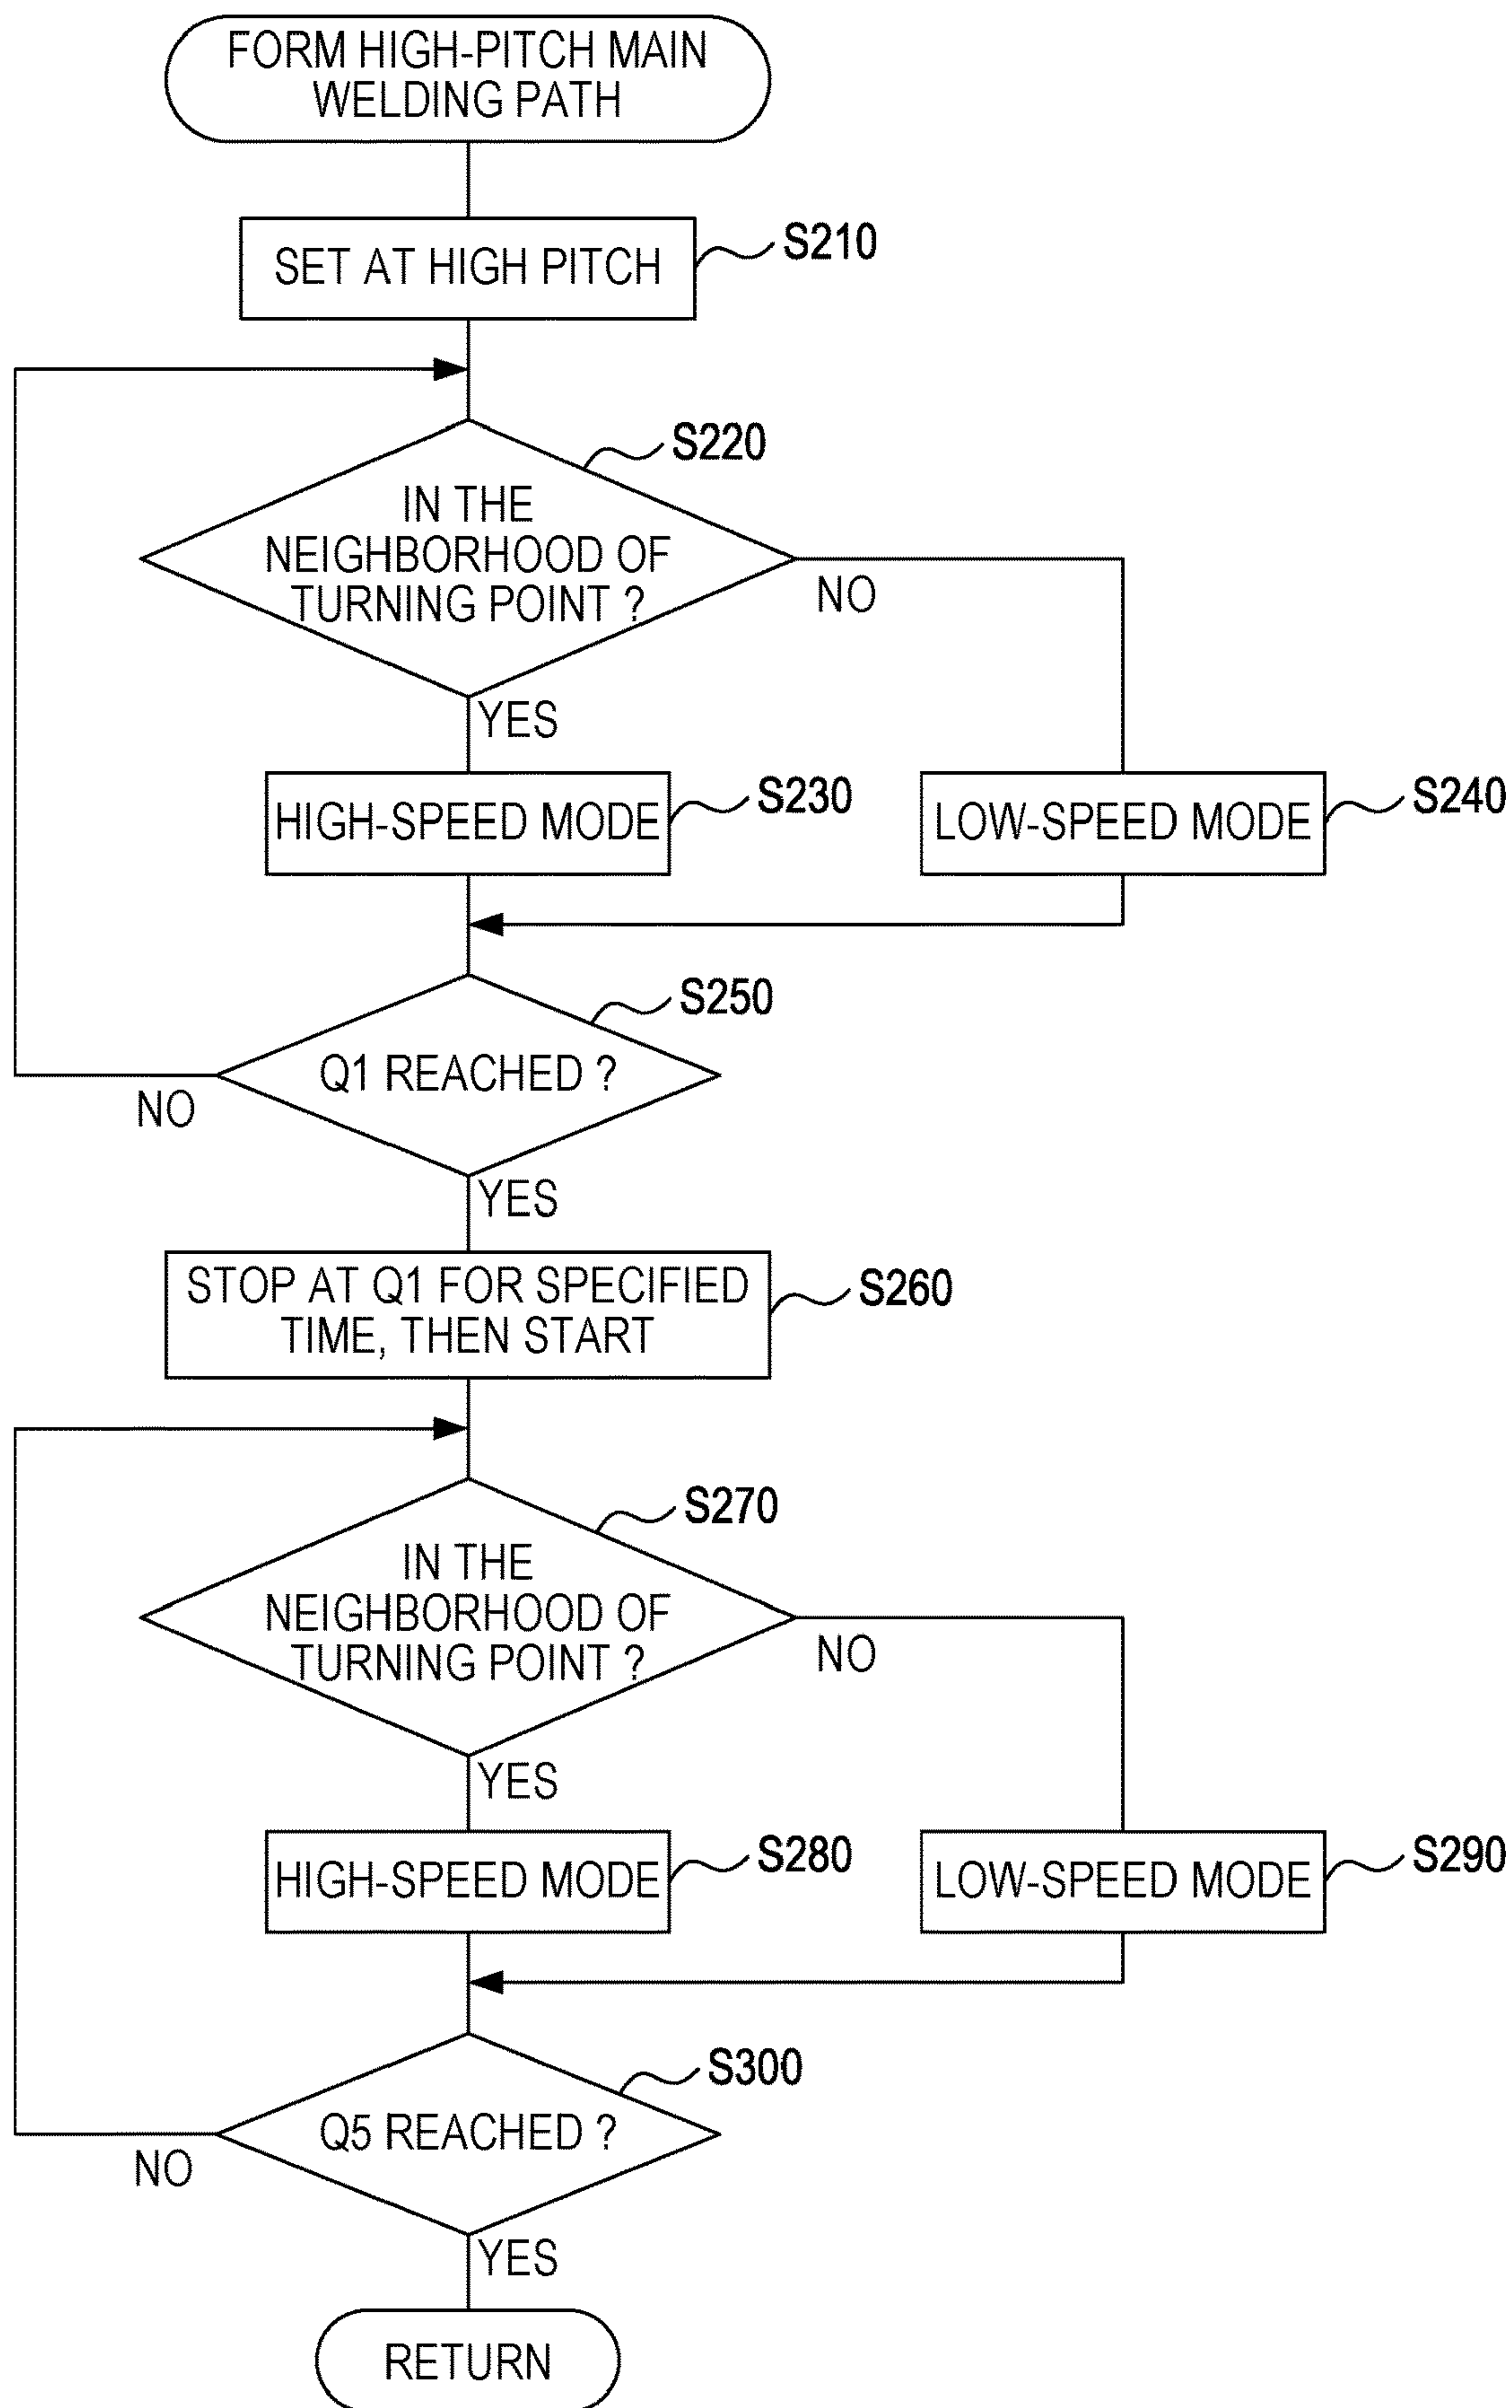 FORM HIGH-PITCH MAIN
WELDING PATH
SET AT HIGH PITCH
S210
S220
IN THE
NEIGHBORHOOD OF
TURNING POINT ?
NO
YES
HIGH-SPEED MODE
S230
LOW-SPEED MODE
S240
S250
Q1 REACHED ?
NO
YES
STOP AT Q1 FOR SPECIFIED
TIME, THEN START
S260
S270
IN THE
NEIGHBORHOOD OF
TURNING POINT ?
NO
YES
HIGH-SPEED MODE
S280
LOW-SPEED MODE
S290
S300
Q5 REACHED ?
NO
YES
RETURN